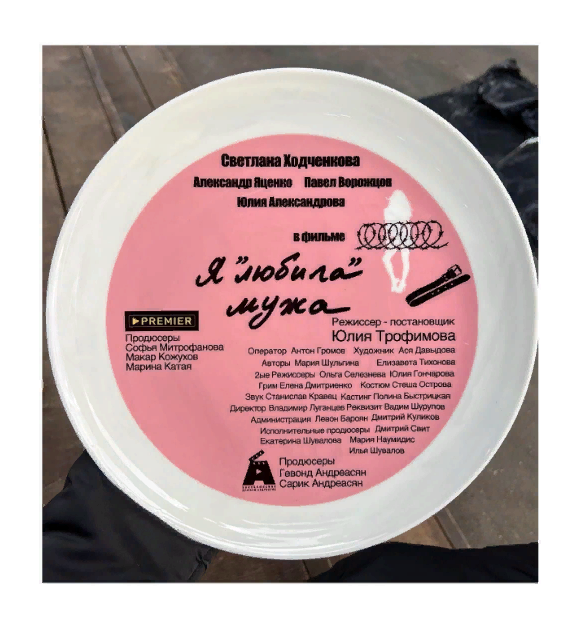 Светлана Ходченкова
Александр Яценко Павел Ворожцов
Юлия Александрова
в фильме
Я "любила"
мужа
PREMIER
Продюсеры
Софья Митрофанова
Макар Кожухов
Марина Катая
Режиссер - постановщик
Юлия Трофимова
Оператор Антон Громов Художник Ася Давыдова
Авторы Мария Шульгина Елизавета Тихонова
2ые Режиссеры Ольга Селезнева Юлия Гончарова
Грим Елена Дмитриенко Костюм Стеша Острова
Звук Станислав Кравец Кастинг Полина Быстрицкая
Директор Владимир Луганцев Реквизит Вадим Шурупов
Администрация Левон Бароян Дмитрий Куликов
Исполнительные продюсеры Дмитрий Свит
Екатерина Шувалова Мария Наумидис
Илья Шувалов
Продюсеры
Гевонд Андреасян
Сарик Андреасян